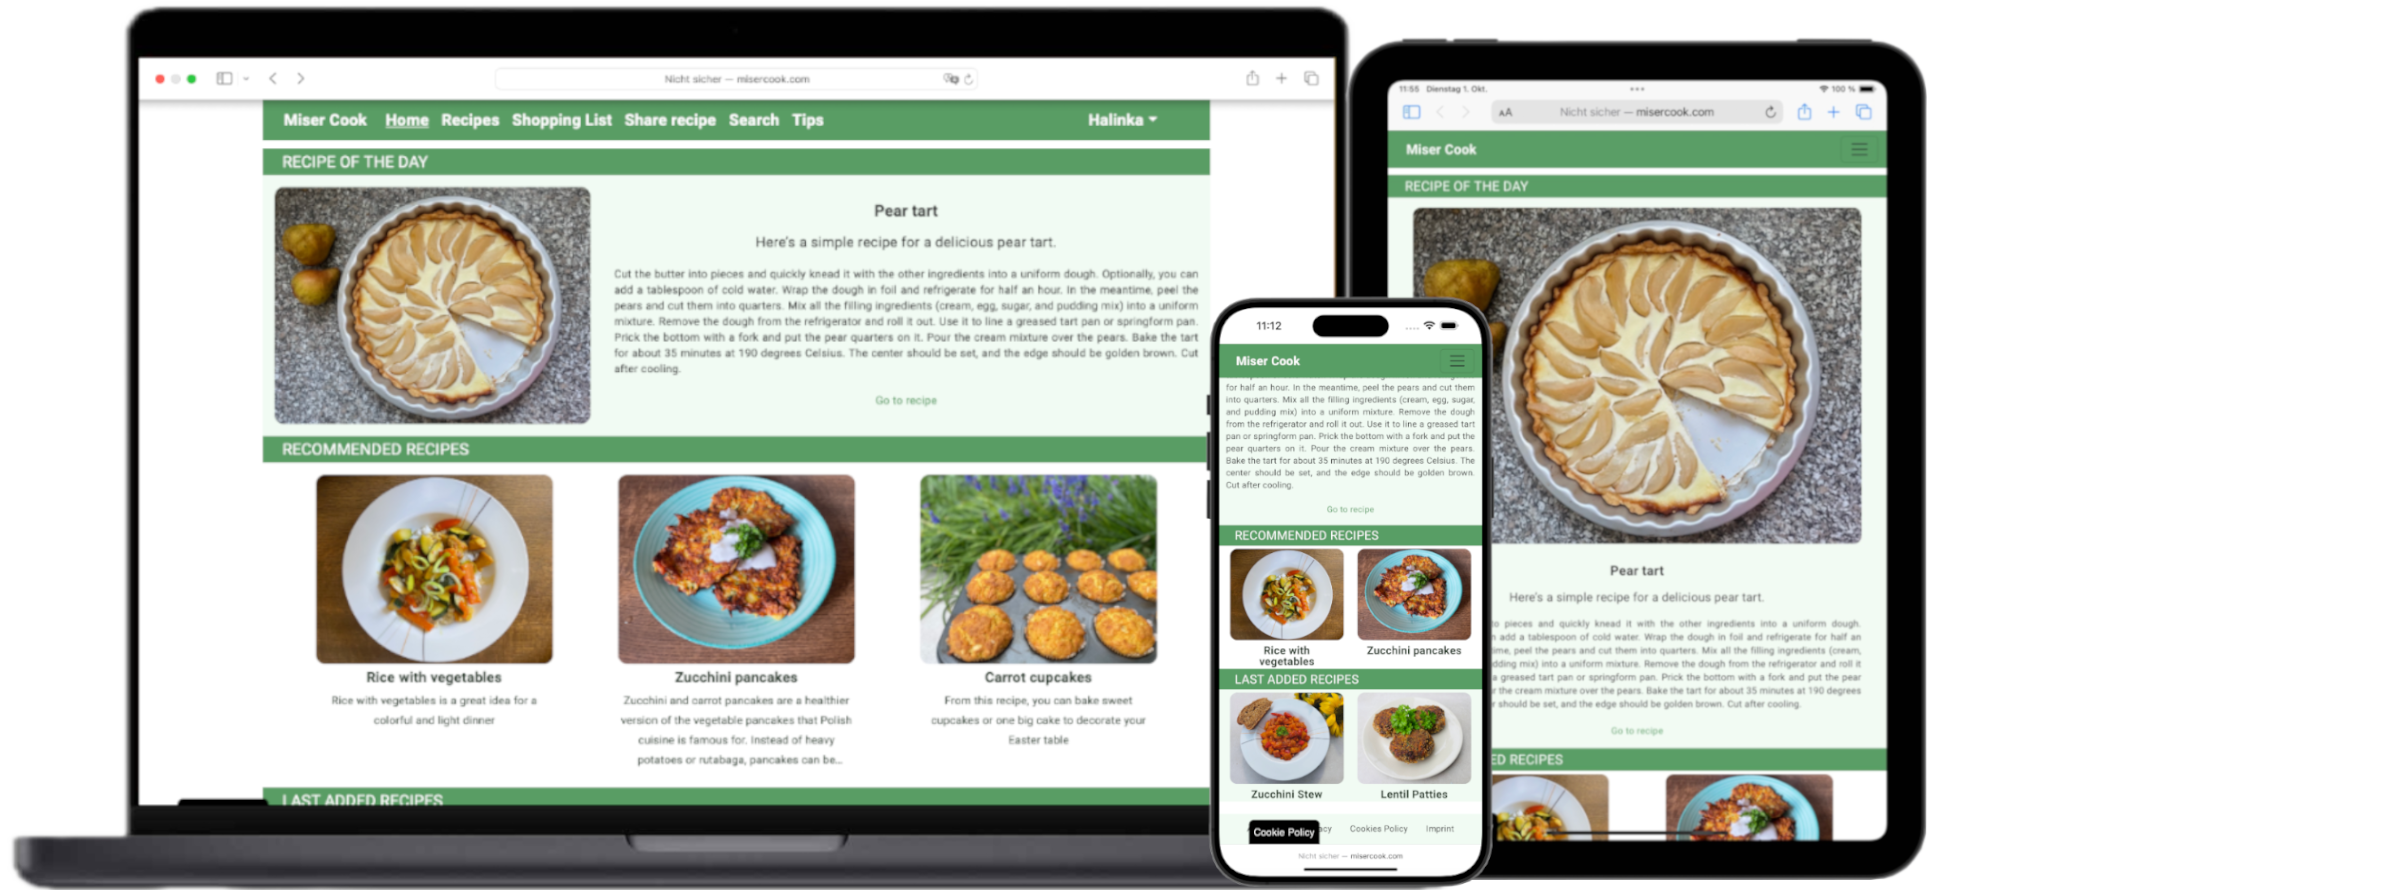 Nicht sicher — misercook.com
Miser Cook Home Recipes Shopping List Share recipe Search Tips Halinka
RECIPE OF THE DAY
Pear tart
Here's a simple recipe for a delicious pear tart.
Cut the butter into pieces and quickly knead it with the other ingredients into a uniform dough. Optionally, you can
add a tablespoon of cold water. Wrap the dough in foil and refrigerate for half an hour. In the meantime, peel the
pears and cut them into quarters. Mix all the filling ingredients (cream, egg, sugar, and pudding mix) into a uniform
mixture. Remove the dough from the refrigerator and roll it out. Use it to line a greased tart pan or springform pan.
Prick the bottom with a fork and put the pear quarters on it. Pour the cream mixture over the pears. Bake the tart
for about 35 minutes at 190 degrees Celsius. The center should be set, and the edge should be golden brown. Cut
after cooling.
Go to recipe
RECOMMENDED RECIPES
Rice with vegetables
Rice with vegetables is a great idea for a
colorful and light dinner
Zucchini pancakes
Zucchini and carrot pancakes are a healthier
version of the vegetable pancakes that Polish
cuisine is famous for. Instead of heavy
potatoes or rutabaga, pancakes can be...
Carrot cupcakes
From this recipe, you can bake sweet
cupcakes or one big cake to decorate your
Easter table
LAST ADDED RECIPES
11:12
Miser Cook
for half an hour. In the meantime, peel the pears and cut them
into quarters. Mix all the filling ingredients (cream, egg, sugar,
and pudding mix) into a uniform mixture. Remove the dough
from the refrigerator and roll it out. Use it to line a greased tart
pan or springform pan. Prick the bottom with a fork and put the
pear quarters on it. Pour the cream mixture over the pears.
Bake the tart for about 35 minutes at 190 degrees Celsius. The
center should be set, and the edge should be golden brown.
Cut after cooling.
Go to recipe
RECOMMENDED RECIPES
Rice with
vegetables
Zucchini pancakes
LAST ADDED RECIPES
Zucchini Stew
Lentil Patties
Cookie Policy acy Cookies Policy Imprint
Nicht sicher — misercook.com
11:55 Dienstag 1. Okt. 100 %
AA Nicht sicher — misercook.com
Miser Cook
RECIPE OF THE DAY
Pear tart
Here's a simple recipe for a delicious pear tart.
to pieces and quickly knead it with the other ingredients into a uniform dough.
add a tablespoon of cold water. Wrap the dough in foil and refrigerate for half an
ime, peel the pears and cut them into quarters. Mix all the filling ingredients (cream,
dding mix) into a uniform mixture. Remove the dough from the refrigerator and roll it
a greased tart pan or springform pan. Prick the bottom with a fork and put the pear
r the cream mixture over the pears. Bake the tart for about 35 minutes at 190 degrees
r should be set, and the edge should be golden brown. Cut after cooling.
Go to recipe
ED RECIPES